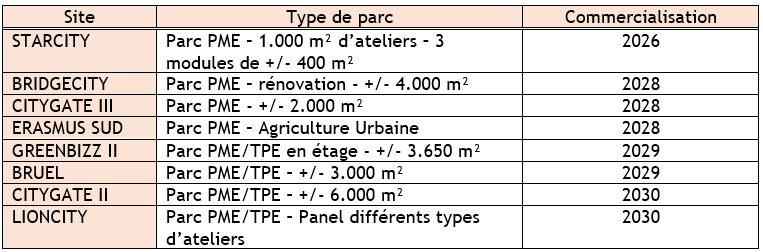 Site Type de parc Commercialisation
STARCITY Parc PME – 1.000 m² d’ateliers – 3 2026
modules de +/- 400 m²
BRIDGECITY Parc PME – rénovation - +/- 4.000 m² 2028
CITYGATE III Parc PME - +/- 2.000 m² 2028
ERASMUS SUD Parc PME – Agriculture Urbaine 2028
GREENBIZZ II Parc PME/TPE en étage - +/- 3.650 m² 2029
BRUEL Parc PME/TPE - +/- 3.000 m² 2029
CITYGATE II Parc PME/TPE - +/- 6.000 m² 2030
LIONCITY Parc PME/TPE – Panel différents types 2030
d’ateliers